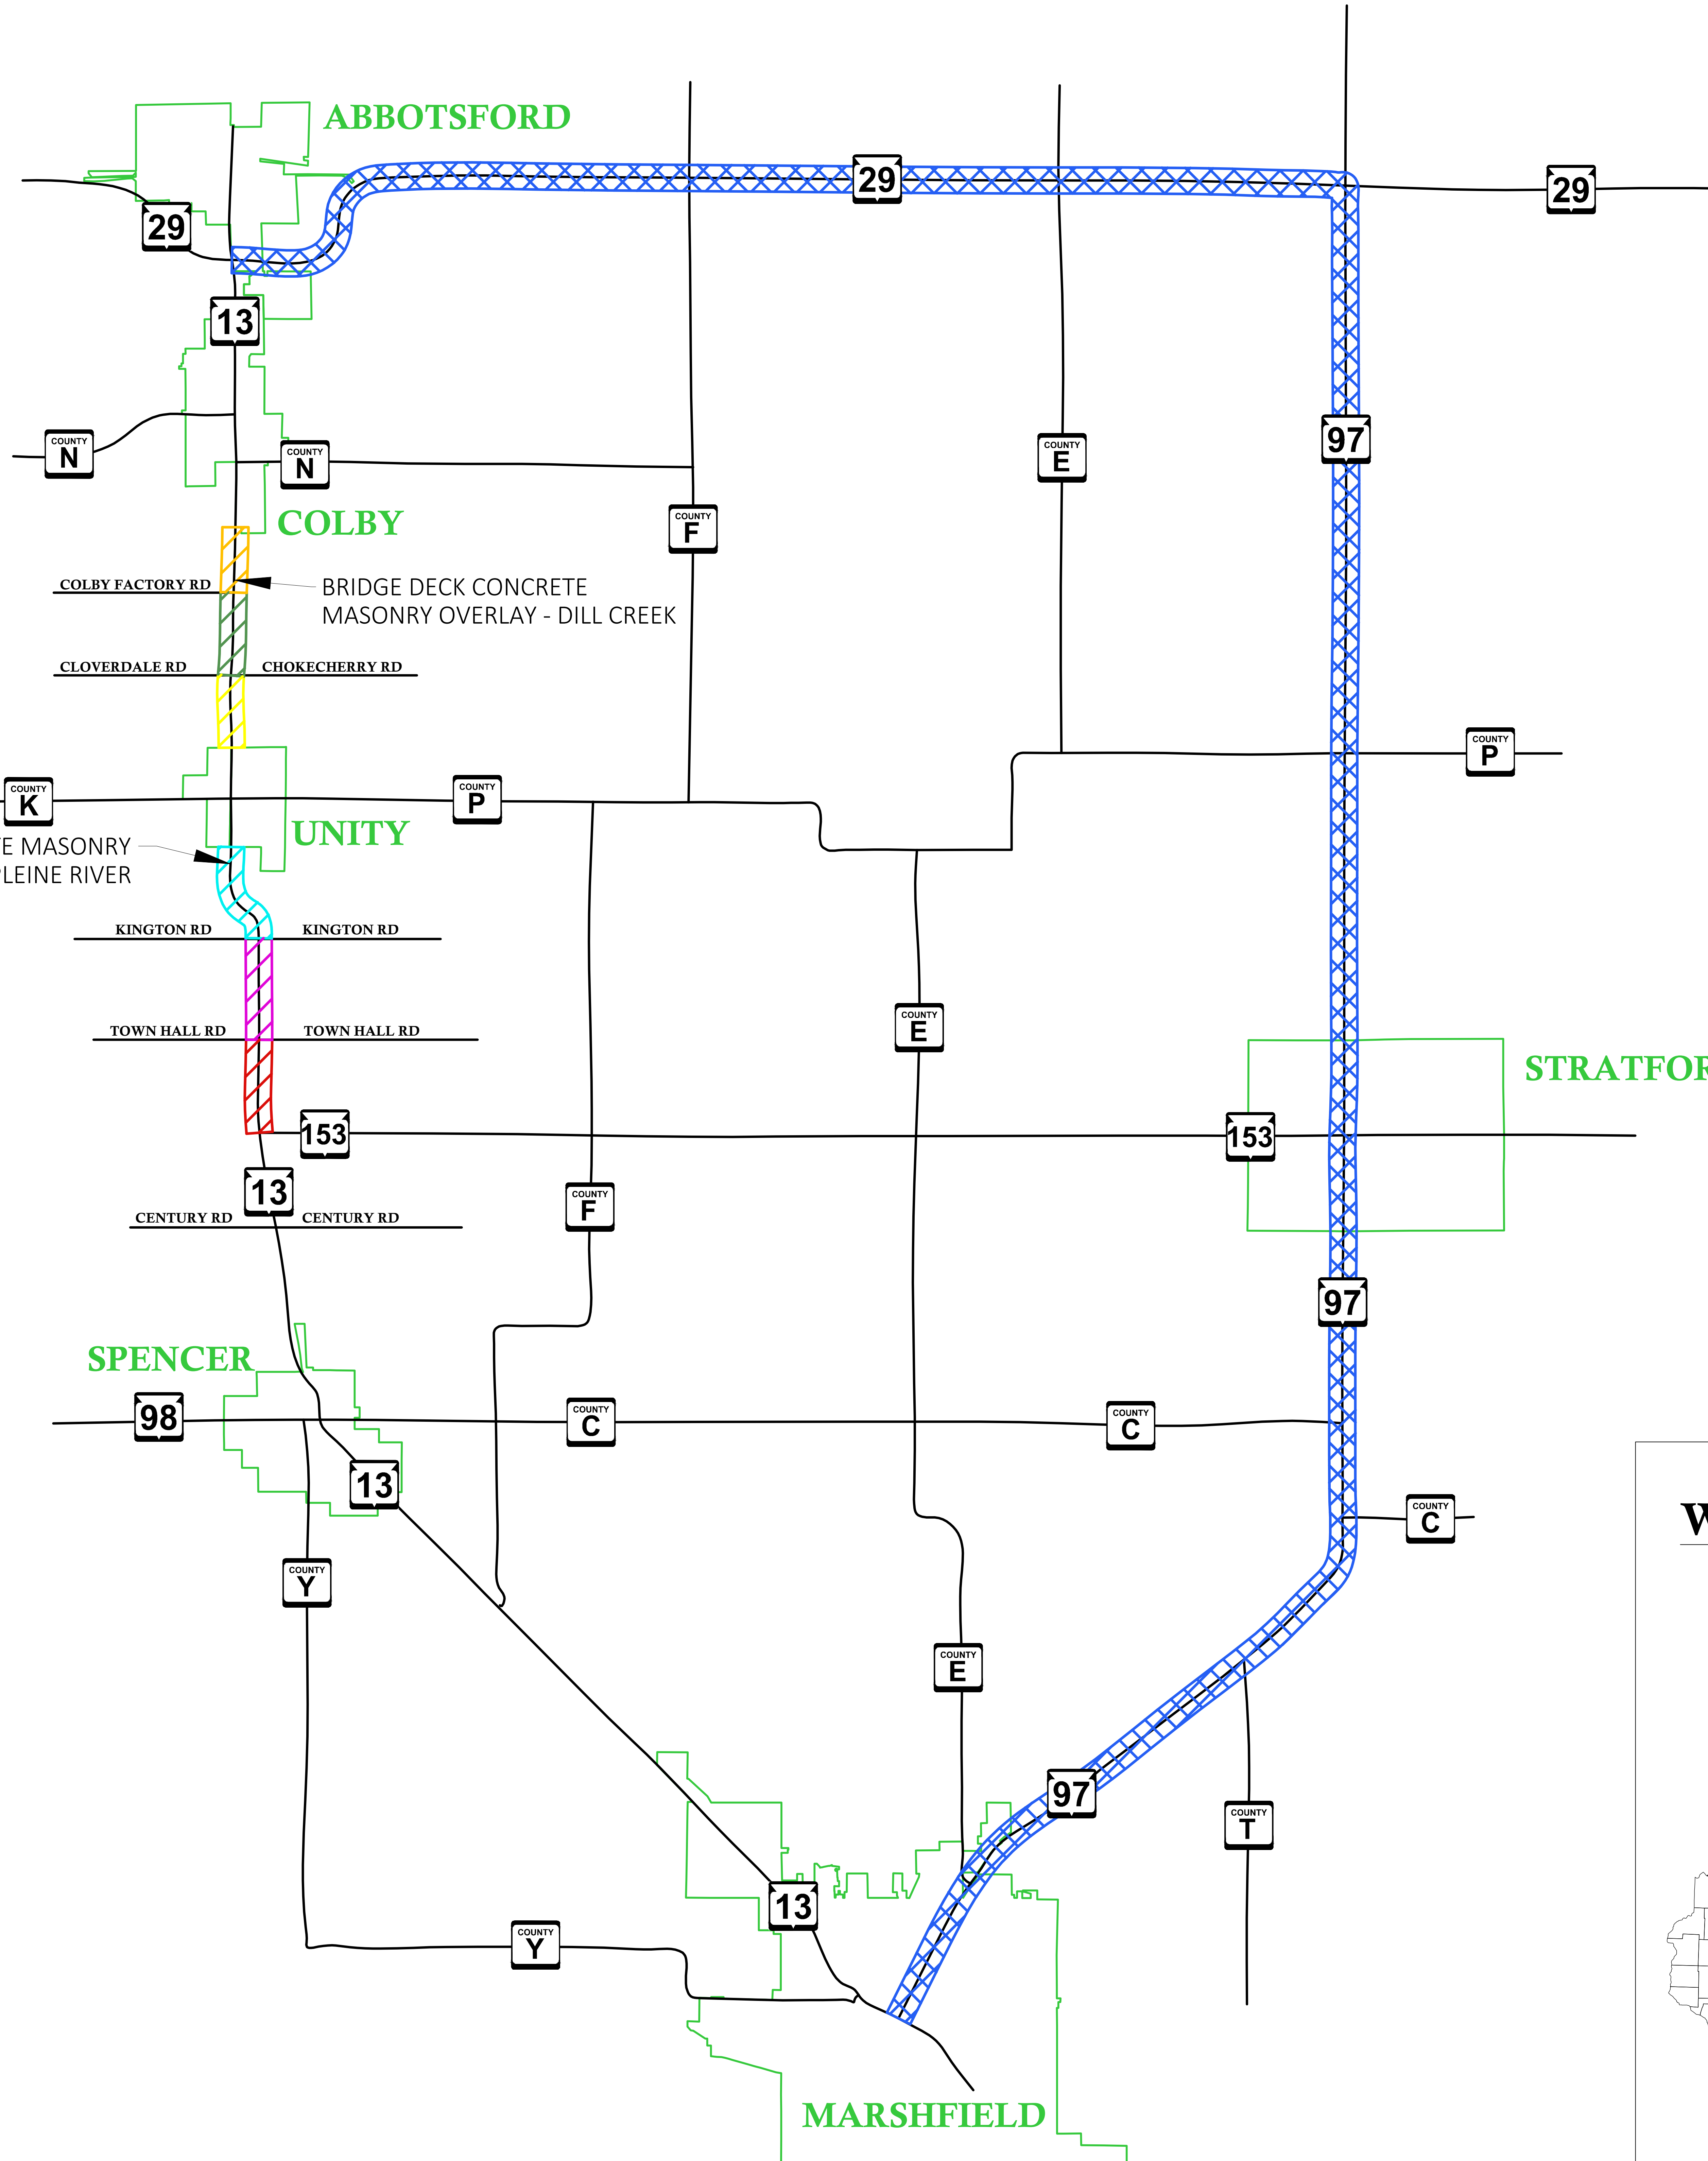 ABBOTSFORD
29
29
29
13
97
COUNTY
N
COUNTY
N
COUNTY
E
COLBY
COUNTY
F
COLBY FACTORY RD
BRIDGE DECK CONCRETE
MASONRY OVERLAY - DILL CREEK
CLOVERDALE RD
CHOKECHERRY RD
COUNTY
P
COUNTY
K
COUNTY
P
UNITY
E MASONRY
LEINE RIVER
KINGTON RD
KINGTON RD
COUNTY
E
TOWN HALL RD
TOWN HALL RD
STRATFOR
153
153
13
COUNTY
F
CENTURY RD
CENTURY RD
97
SPENCER
98
COUNTY
C
COUNTY
C
13
COUNTY
C
W
COUNTY
Y
COUNTY
E
97
COUNTY
T
13
COUNTY
Y
MARSHFIELD